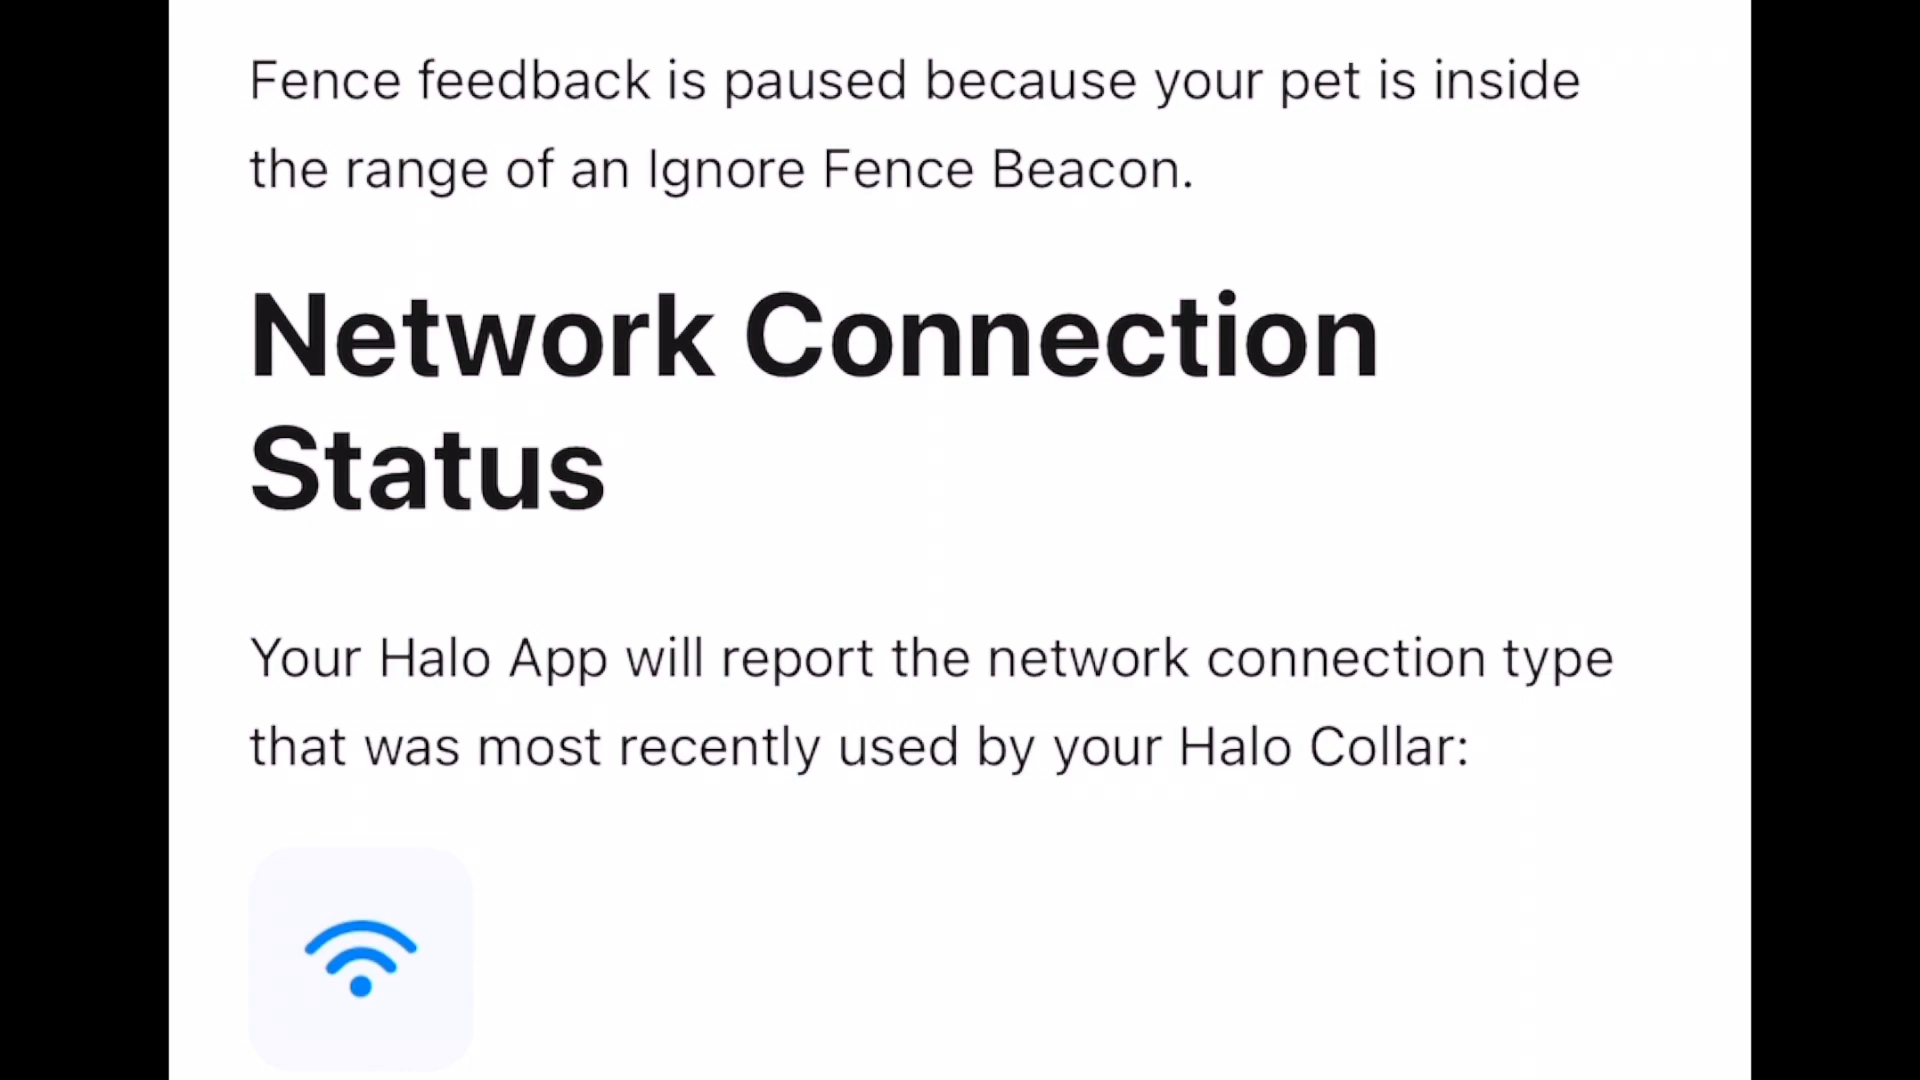 Fence feedback is paused because your pet is inside
the range of an Ignore Fence Beacon.
Network Connection
Status
Your Halo App will report the network connection type
that was most recently used by your Halo Collar: